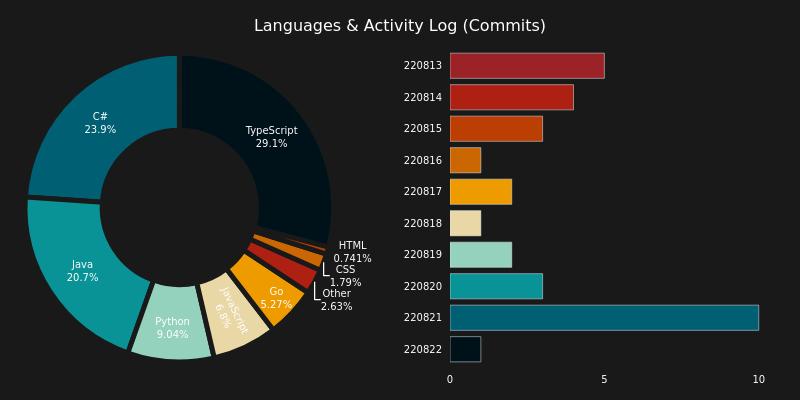 Languages & Activity Log (Commits)
C#
23.9%
TypeScript
29.1%
Java
20.7%
Python
9.04%
JavaScript
6.8%
Go
5.27%
HTML
0.741%
CSS
1.79%
Other
2.63%
220813
220814
220815
220816
220817
220818
220819
220820
220821
220822
0
5
10